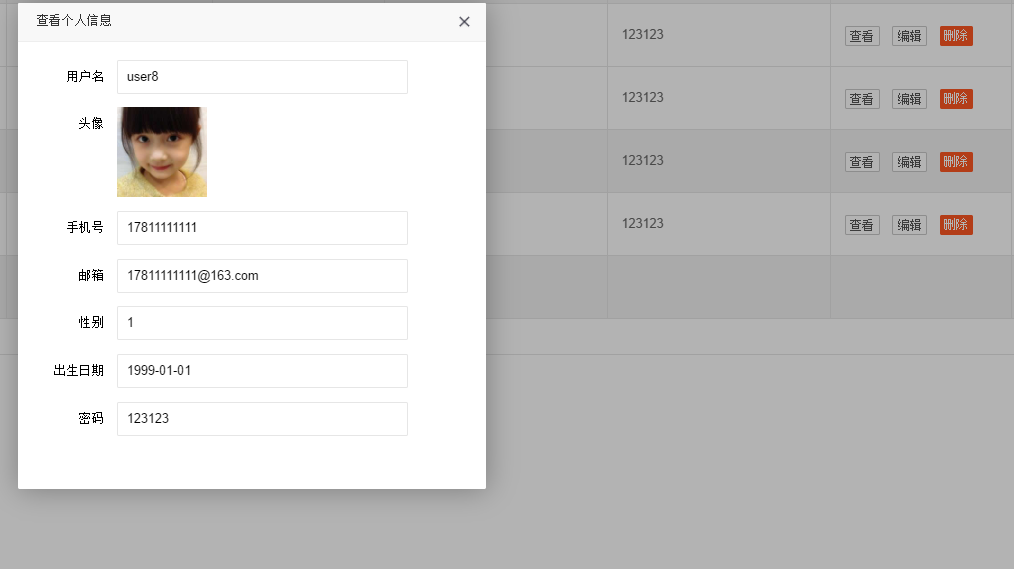 查看个人信息
用户名 user8
头像
手机号 17811111111
邮箱 17811111111@163.com
性别 1
出生日期 1999-01-01
密码 123123
123123 查看 编辑 删除
123123 查看 编辑 删除
123123 查看 编辑 删除
123123 查看 编辑 删除